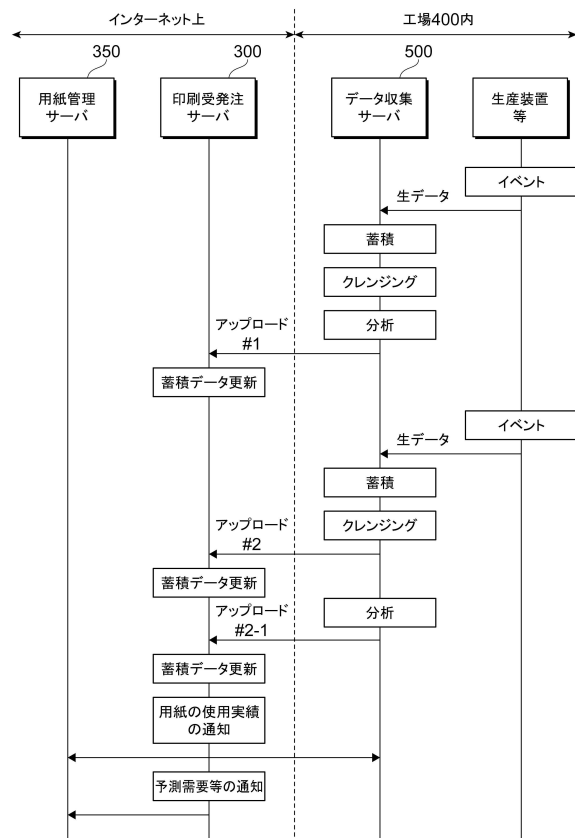 インターネット上
工場400内
350
300
500
用紙管理
サーバ
印刷受発注
サーバ
データ収集
サーバ
生産装置
等
イベント
生データ
蓄積
クレンジング
分析
アップロード
#1
蓄積データ更新
イベント
生データ
蓄積
クレンジング
アップロード
#2
蓄積データ更新
分析
アップロード
#2-1
蓄積データ更新
用紙の使用実績
の通知
予測需要等の通知